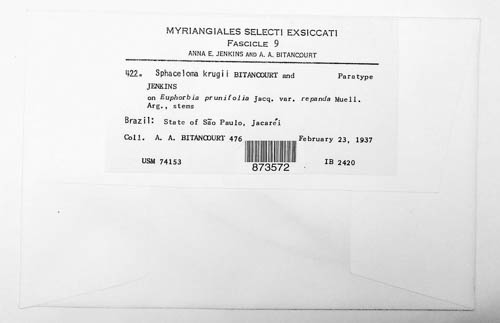 MYRIANGIALES SELECTI EXSICCATI
FASCICLE 9
ANNA E. JENKINS AND A. A. BITANCOURT
422. Sphaceloma krugii BITANCOURT and Paratype
JENKINS
on Euphorbia prunifolia Jacq. var. repanda Muell.
Arg., stems
Brazil: State of São Paulo, Jacareí
Coll. A. A. BITANCOURT 476 February 23, 1937
USM 74153 IB 2420
873572